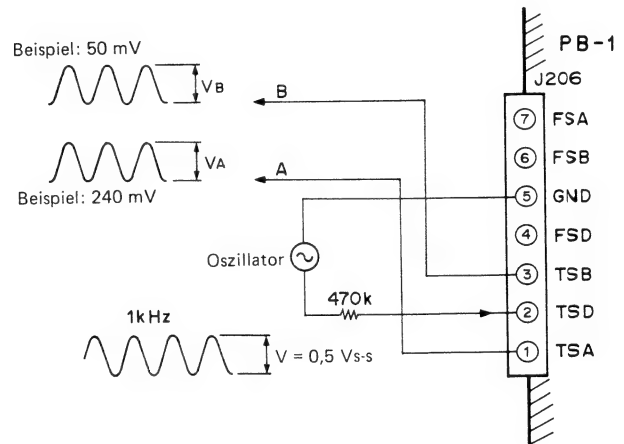 Beispiel: 50 mV
VB
B
VA
A
Beispiel: 240 mV
Oszillator
470k
1kHz
V = 0,5 Vs-s
PB-1
J206
7 FSA
6 FSB
5 GND
4 FSD
3 TSB
2 TSD
1 TSA